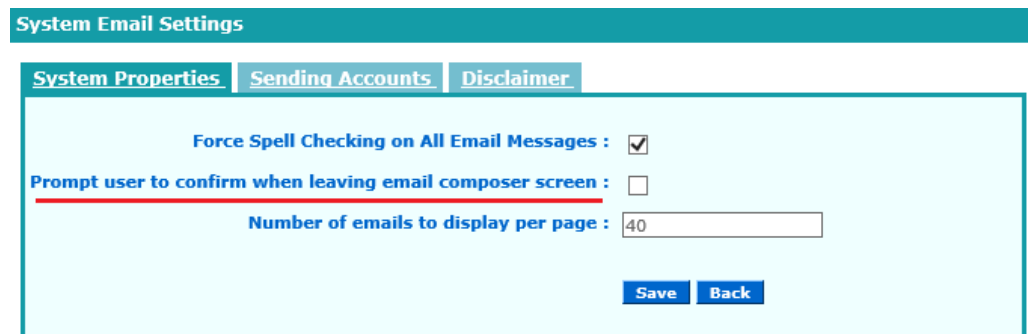 System Email Settings
System Properties Sending Accounts Disclaimer
Force Spell Checking on All Email Messages :
Prompt user to confirm when leaving email composer screen :
Number of emails to display per page : 40
Save Back